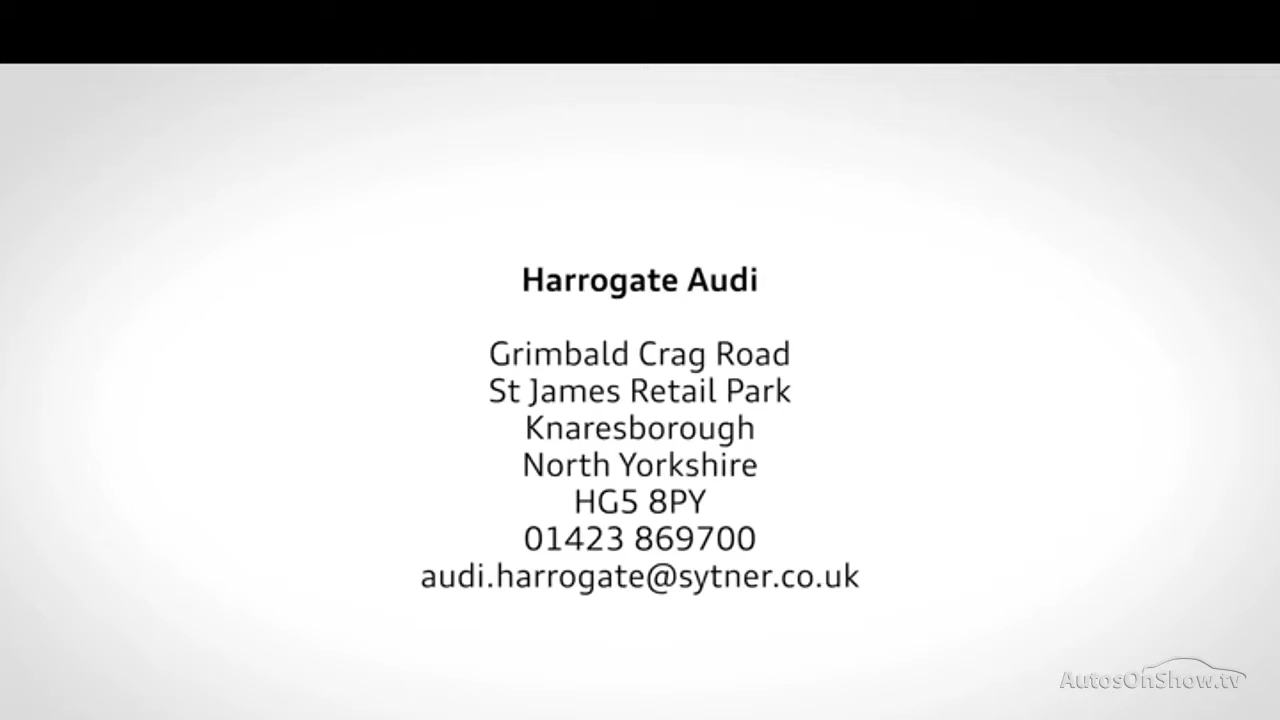 Harrogate Audi
Grimbald Crag Road
St James Retail Park
Knaresborough
North Yorkshire
HG5 8PY
01423 869700
audi.harrogate@sytner.co.uk
AutosOnShow.tv